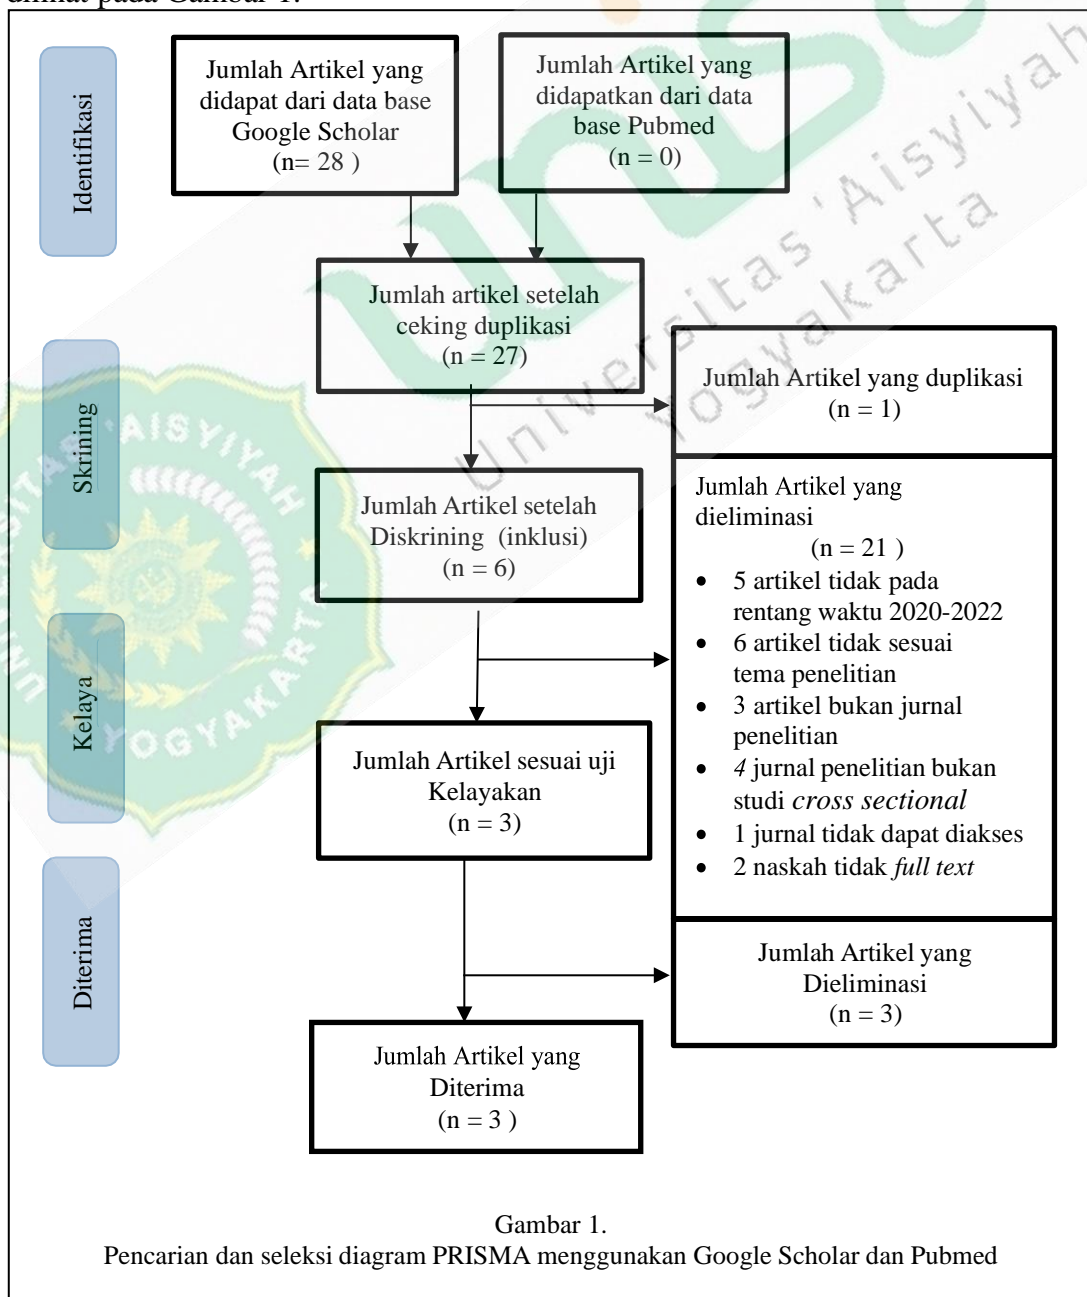 dilihat pada Gambar 1.
Identifikasi
Jumlah Artikel yang
didapat dari data base
Google Scholar
(n= 28 )
Jumlah Artikel yang
didapatkan dari data
base Pubmed
(n = 0)
Jumlah artikel setelah
ceking duplikasi
(n = 27)
Skrining
Jumlah Artikel yang duplikasi
(n = 1)
Jumlah Artikel setelah
Diskrining (inklusi)
(n = 6)
Jumlah Artikel yang
dieliminasi
(n = 21 )
• 5 artikel tidak pada
rentang waktu 2020-2022
• 6 artikel tidak sesuai
tema penelitian
• 3 artikel bukan jurnal
penelitian
• 4 jurnal penelitian bukan
studi cross sectional
• 1 jurnal tidak dapat diakses
• 2 naskah tidak full text
Kelaya
Jumlah Artikel sesuai uji
Kelayakan
(n = 3)
Diterima
Jumlah Artikel yang
Dieliminasi
(n = 3)
Jumlah Artikel yang
Diterima
(n = 3 )
Gambar 1.
Pencarian dan seleksi diagram PRISMA menggunakan Google Scholar dan Pubmed
unisa
Universitas 'Aisyiyah
Yogyakarta
'AISYIYAH
YOGYAKARTA